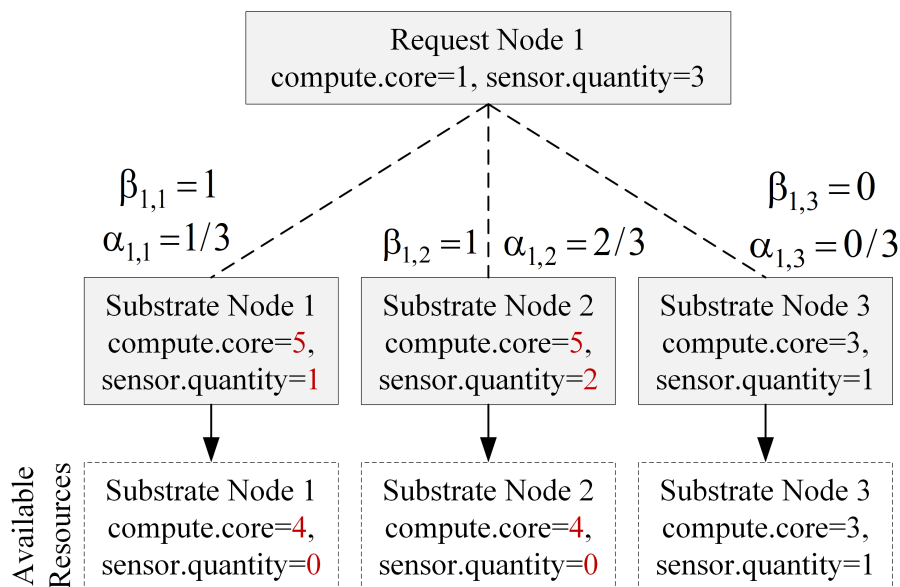 Request Node 1
compute.core=1, sensor.quantity=3
β1,1 = 1
α1,1 = 1/3
β1,2 = 1
α1,2 = 2/3
β1,3 = 0
α1,3 = 0/3
Substrate Node 1
compute.core=5,
sensor.quantity=1
Substrate Node 2
compute.core=5,
sensor.quantity=2
Substrate Node 3
compute.core=3,
sensor.quantity=1
Available
Resources
Substrate Node 1
compute.core=4,
sensor.quantity=0
Substrate Node 2
compute.core=4,
sensor.quantity=0
Substrate Node 3
compute.core=3,
sensor.quantity=1